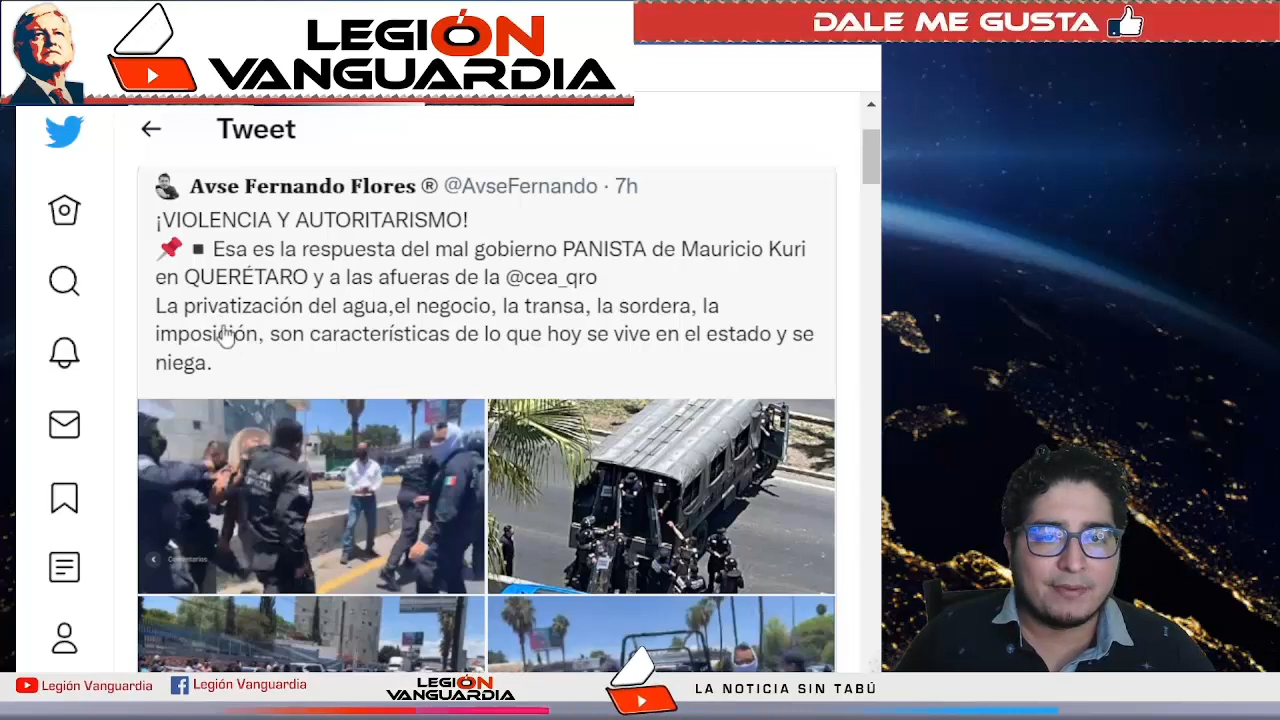 LEGIÓN
VANGUARDIA
DALE ME GUSTA
Tweet
Avse Fernando Flores ® @AvseFernando · 7h
¡VIOLENCIA Y AUTORITARISMO!
Esa es la respuesta del mal gobierno PANISTA de Mauricio Kuri
en QUERÉTARO y a las afueras de la @cea_qro
La privatización del agua,el negocio, la transa, la sordera, la
imposición, son características de lo que hoy se vive en el estado y se
niega.
Comentarios
Legión Vanguardia
Legión Vanguardia
LEGIÓN
VANGUARDIA
LA NOTICIA SIN TABÚ